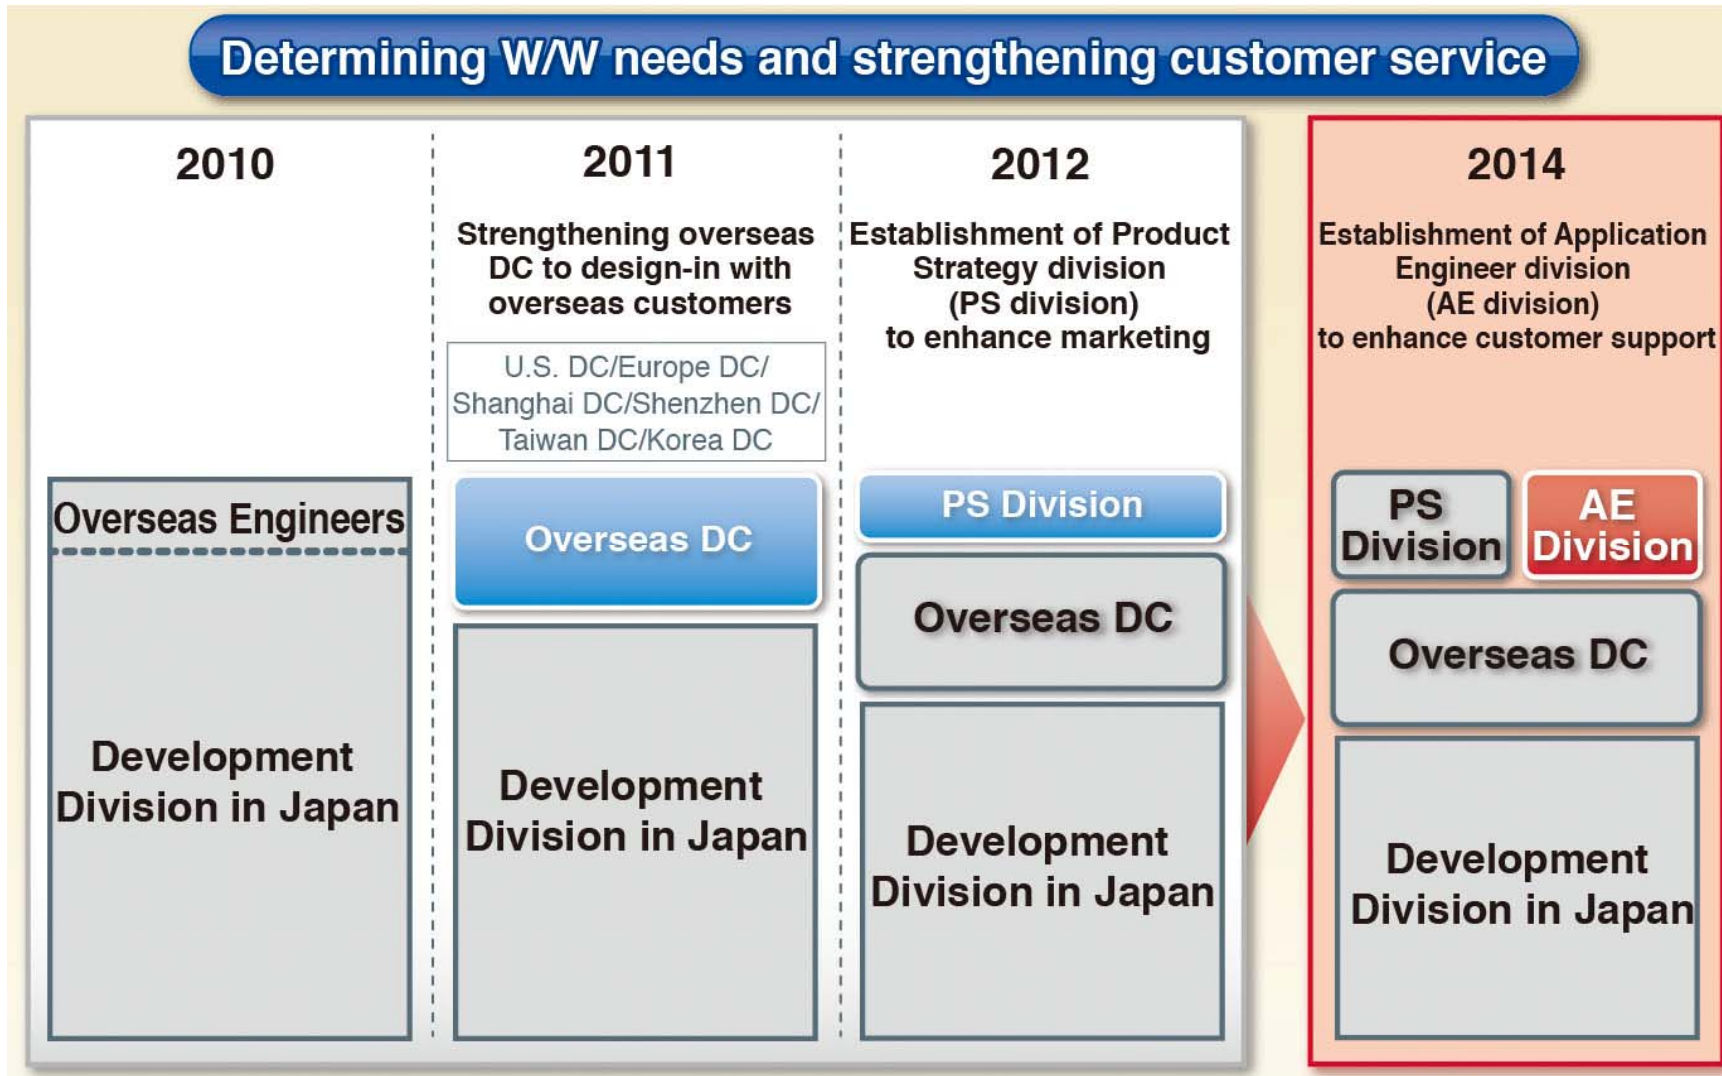 Determining W/W needs and strengthening customer service
2010
Overseas Engineers
Development
Division in Japan
2011
Strengthening overseas
DC to design-in with
overseas customers
U.S. DC/Europe DC/
Shanghai DC/Shenzhen DC/
Taiwan DC/Korea DC
Overseas DC
Development
Division in Japan
2012
Establishment of Product
Strategy division
(PS division)
to enhance marketing
PS Division
Overseas DC
Development
Division in Japan
2014
Establishment of Application
Engineer division
(AE division)
to enhance customer support
PS
Division
AE
Division
Overseas DC
Development
Division in Japan